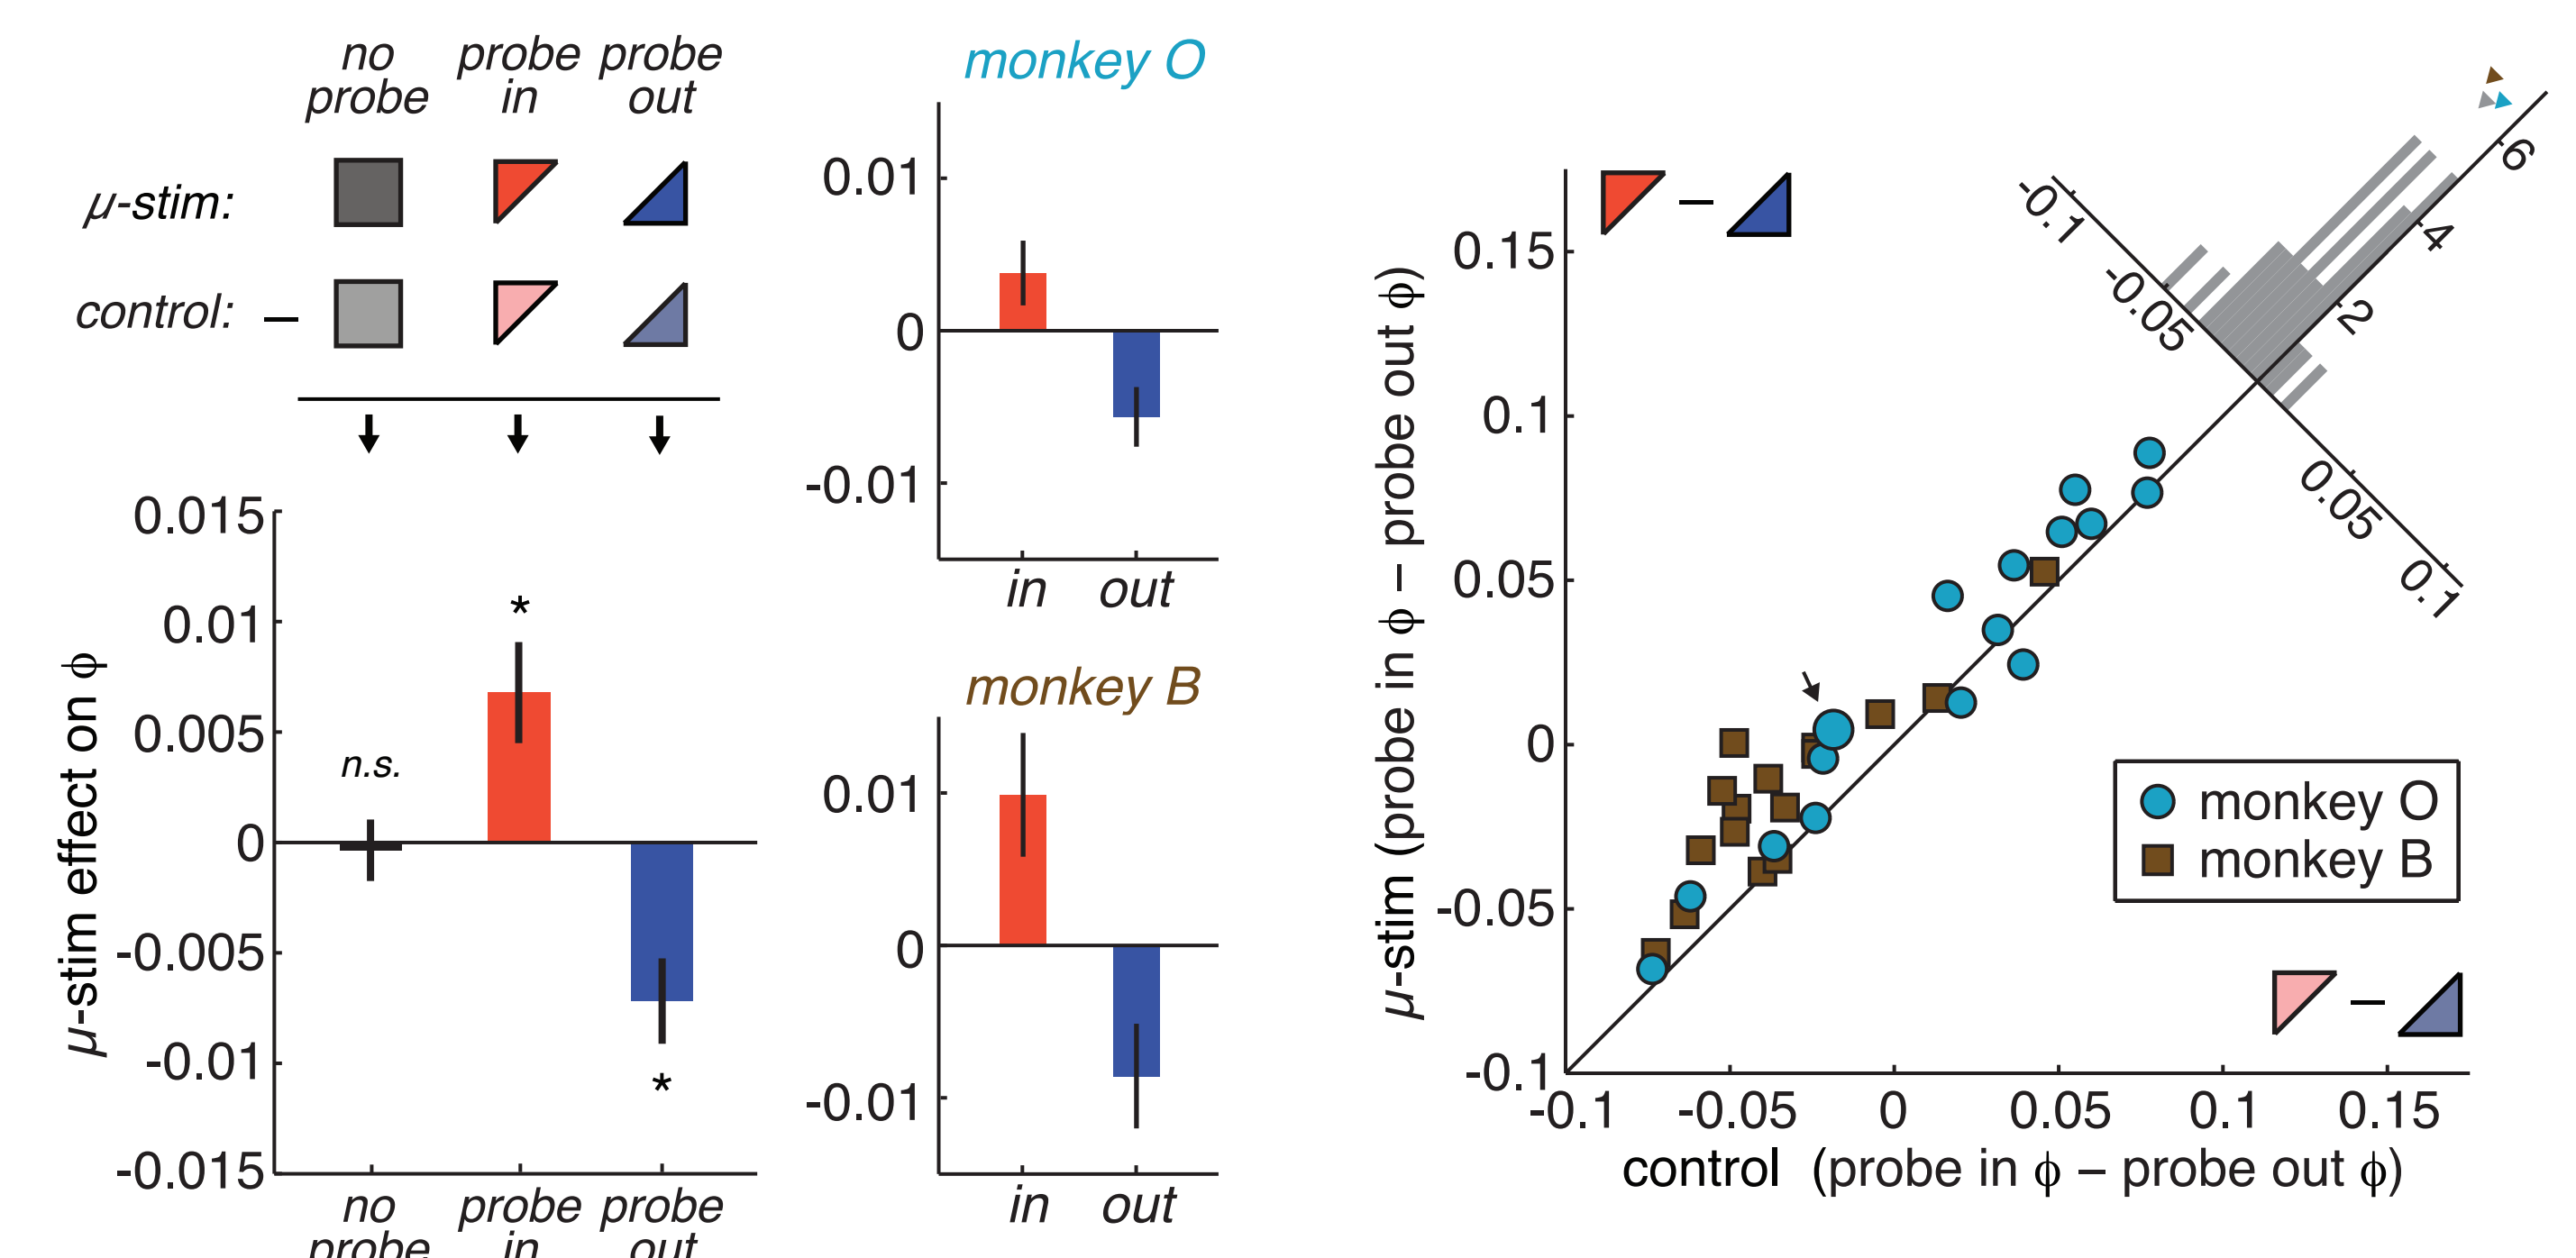 no probe
probe in
probe out
μ-stim:
control: –
μ-stim effect on ϕ
0.015
0.01
0.005
0
-0.005
-0.01
-0.015
n.s.
*
*
no probe
probe in
probe out
monkey O
0.01
0
-0.01
in out
monkey B
0.01
0
-0.01
in out
μ-stim (probe in ϕ – probe out ϕ)
0.15
0.1
0.05
0
-0.05
-0.1
–
-0.1 -0.05 0 0.05 0.1 0.15
control (probe in ϕ – probe out ϕ)
-0.1
-0.05
0.05
0.1
2
4
6
monkey O
monkey B
–